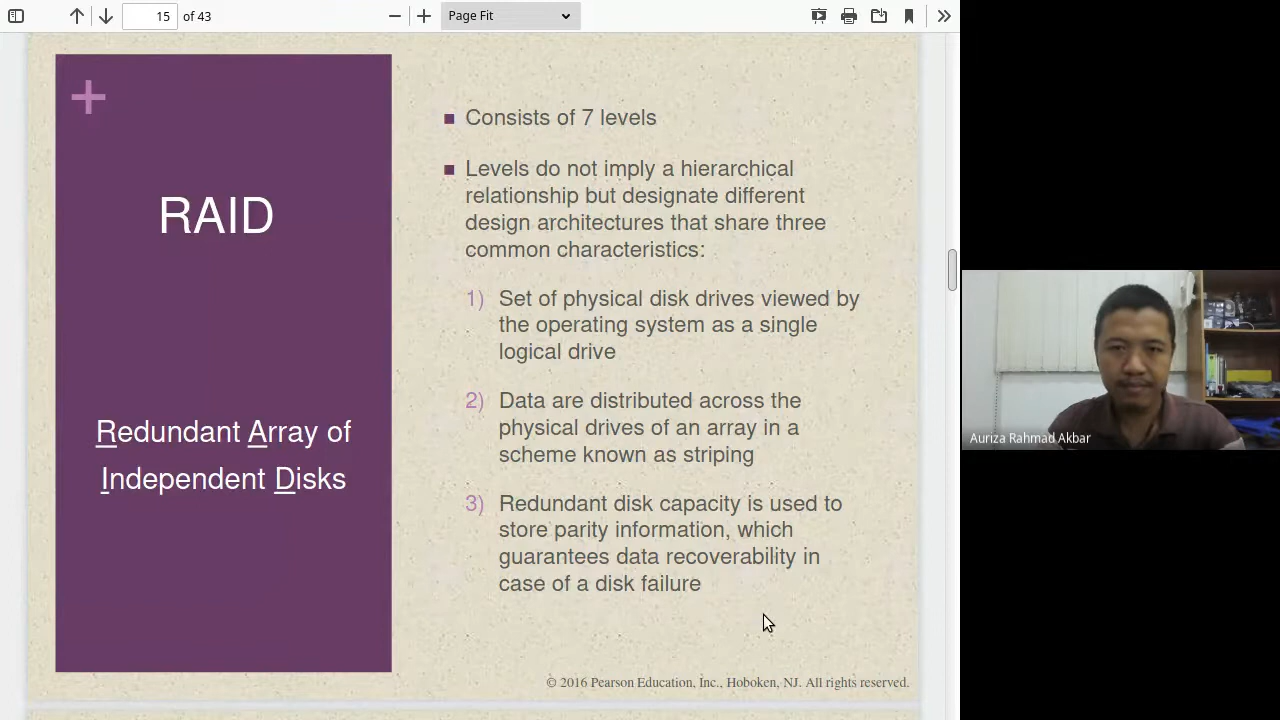 15 of 43
Page Fit
+
RAID
Redundant Array of
Independent Disks
■ Consists of 7 levels
■ Levels do not imply a hierarchical
relationship but designate different
design architectures that share three
common characteristics:
1) Set of physical disk drives viewed by
the operating system as a single
logical drive
2) Data are distributed across the
physical drives of an array in a
scheme known as striping
3) Redundant disk capacity is used to
store parity information, which
guarantees data recoverability in
case of a disk failure
© 2016 Pearson Education, Inc., Hoboken, NJ. All rights reserved.
Auriza Rahmad Akbar